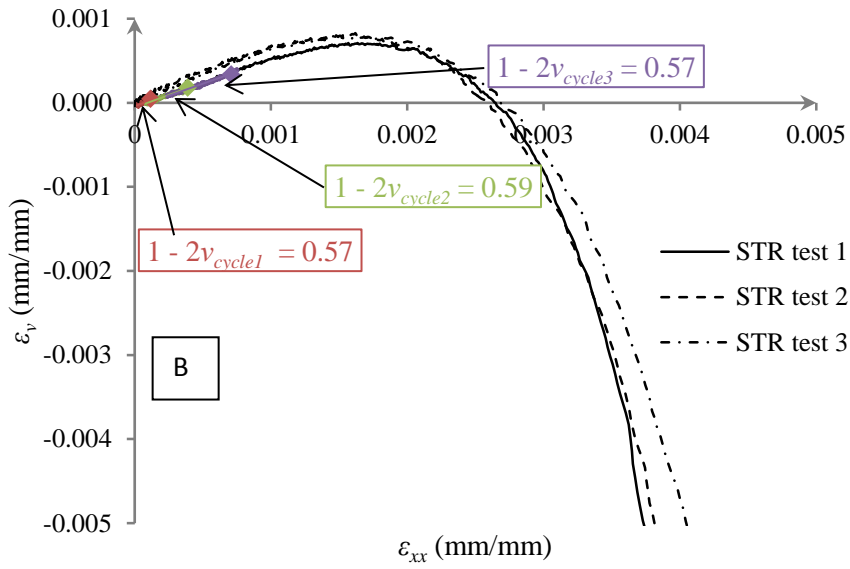 0.001
0.000
-0.001
-0.002
-0.003
-0.004
-0.005
0
0.001
0.002
0.003
0.004
0.005
εᵥ (mm/mm)
εₓₓ (mm/mm)
1 - 2νcycle3 = 0.57
1 - 2νcycle2 = 0.59
1 - 2νcycle1 = 0.57
STR test 1
STR test 2
STR test 3
B